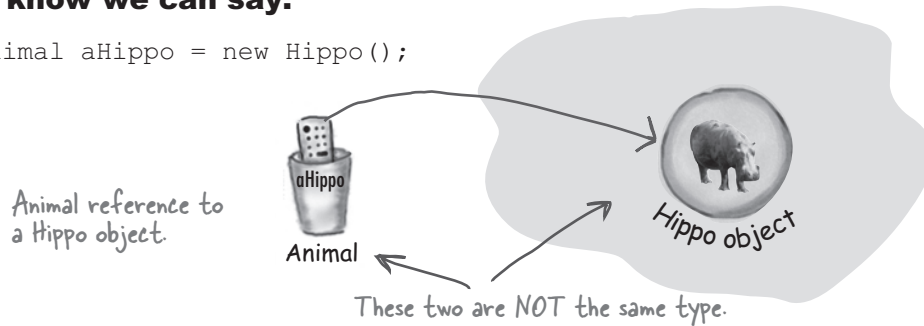 know we can say:
imal aHippo = new Hippo();
aHippo
Animal reference to
a Hippo object.
Animal
Hippo object
These two are NOT the same type.